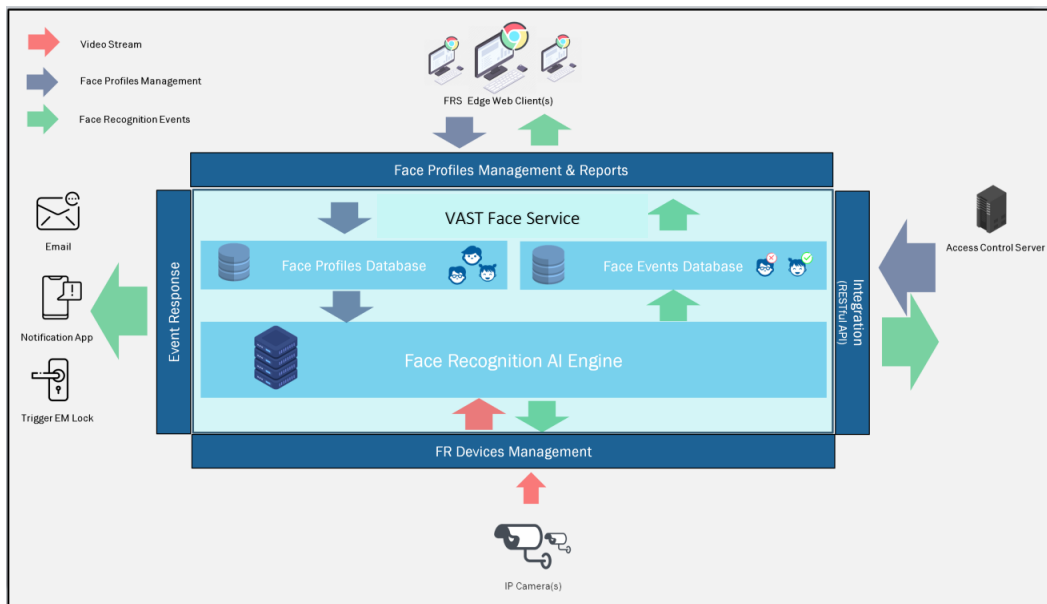 Video Stream
Face Profiles Management
Face Recognition Events
FRS Edge Web Client(s)
Face Profiles Management & Reports
VAST Face Service
Face Profiles Database
Face Events Database
Face Recognition AI Engine
FR Devices Management
IP Camera(s)
Event Response
Email
Notification App
Trigger EM Lock
Integration
(RESTful API)
Access Control Server